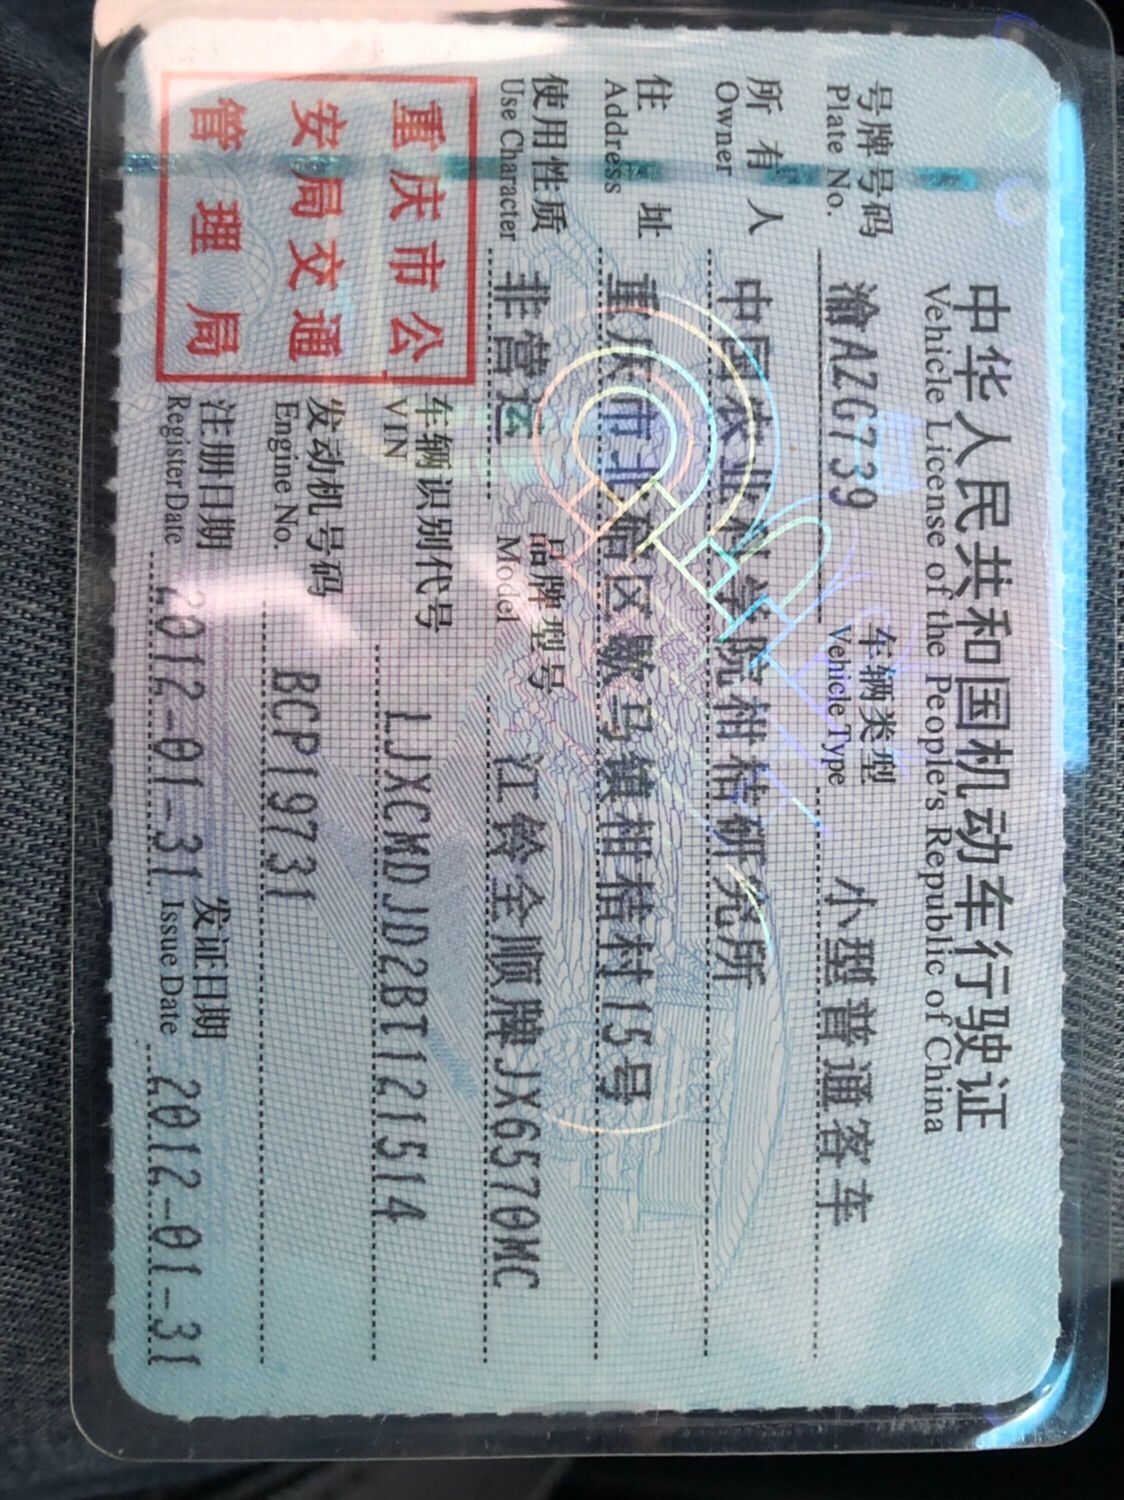 中华人民共和国机动车行驶证
Vehicle License of the People's Republic of China
号牌号码 渝AZG739 车辆类型 小型普通客车
Plate No. Vehicle Type
所有人 中国农业科学院柑桔研究所
Owner
住址 重庆市北碚区歇马镇柑桔村15号
Address
使用性质 非营运 品牌型号 江铃全顺牌JX6570MC
Use Character Model
重庆市公
安局交通
管理局
车辆识别代号 LJXCMDJD2BT121514
VIN
发动机号码 BCP19731
Engine No.
注册日期 2012-01-31 发证日期 2012-01-31
Register Date Issue Date